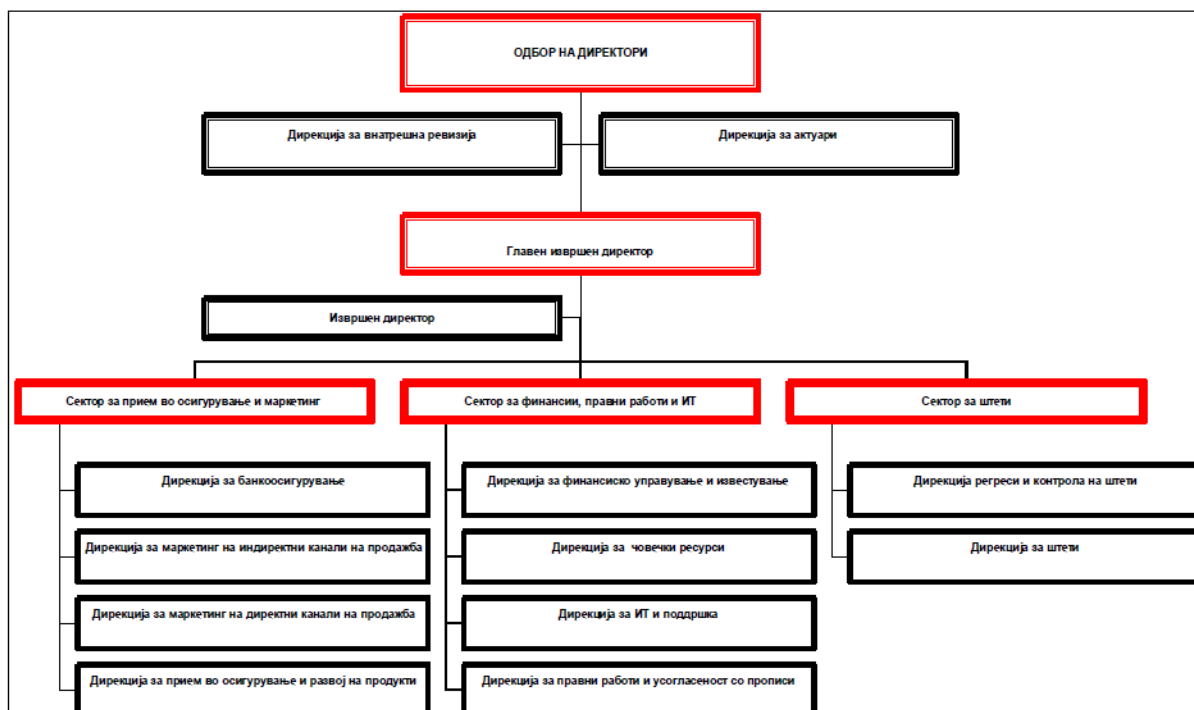 ОДБОР НА ДИРЕКТОРИ
Дирекција за внатрешна ревизија
Дирекција за актуари
Главен извршен директор
Извршен директор
Сектор за прием во осигурување и маркетинг
Сектор за финансии, правни работи и ИТ
Сектор за штети
Дирекција за банкоосигурување
Дирекција за финансиско управување и известување
Дирекција регреси и контрола на штети
Дирекција за маркетинг на индиректни канали на продажба
Дирекција за човечки ресурси
Дирекција за штети
Дирекција за маркетинг на директни канали на продажба
Дирекција за ИТ и поддршка
Дирекција за прием во осигурување и развој на продукти
Дирекција за правни работи и усогласеност со прописи